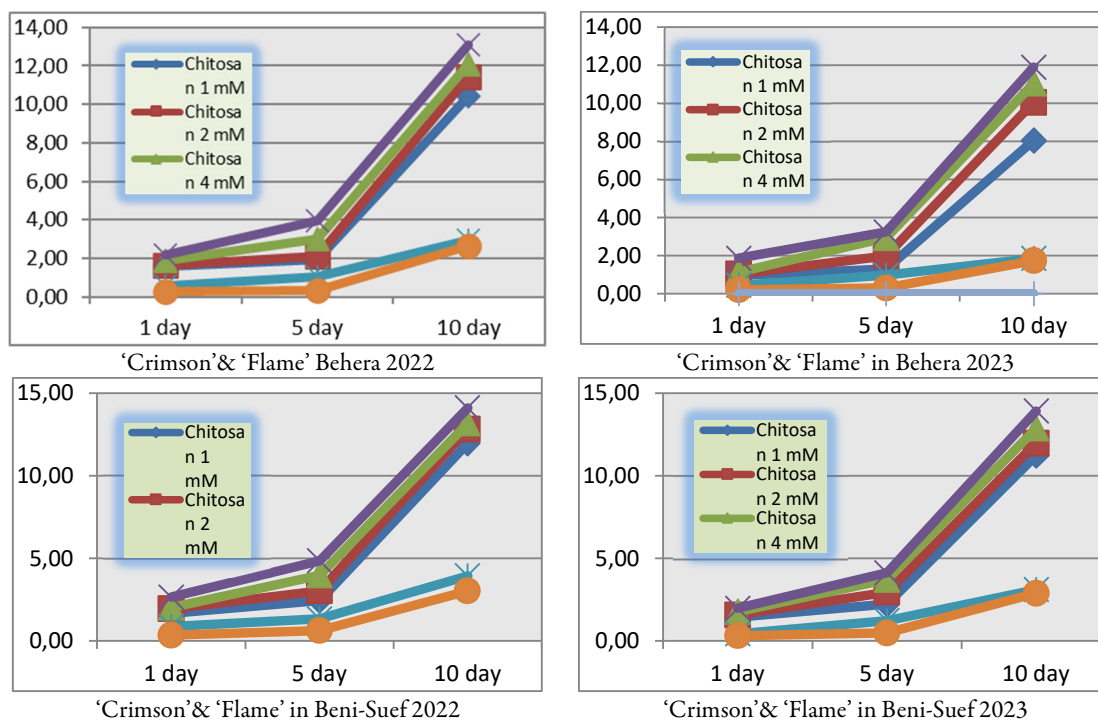 14,00
12,00
10,00
8,00
6,00
4,00
2,00
0,00
Chitosa
n 1 mM
Chitosa
n 2 mM
Chitosa
n 4 mM
1 day
5 day
10 day
‘Crimson’& ‘Flame’ Behera 2022
14,00
12,00
10,00
8,00
6,00
4,00
2,00
0,00
Chitosa
n 1 mM
Chitosa
n 2 mM
Chitosa
n 4 mM
1 day
5 day
10 day
‘Crimson’& ‘Flame’ in Behera 2023
15,00
10,00
5,00
0,00
Chitosa
n 1
mM
Chitosa
n 2
mM
1 day
5 day
10 day
‘Crimson’& ‘Flame’ in Beni-Suef 2022
15,00
10,00
5,00
0,00
Chitosa
n 1 mM
Chitosa
n 2 mM
Chitosa
n 4 mM
1 day
5 day
10 day
‘Crimson’& ‘Flame’ in Beni-Suef 2023